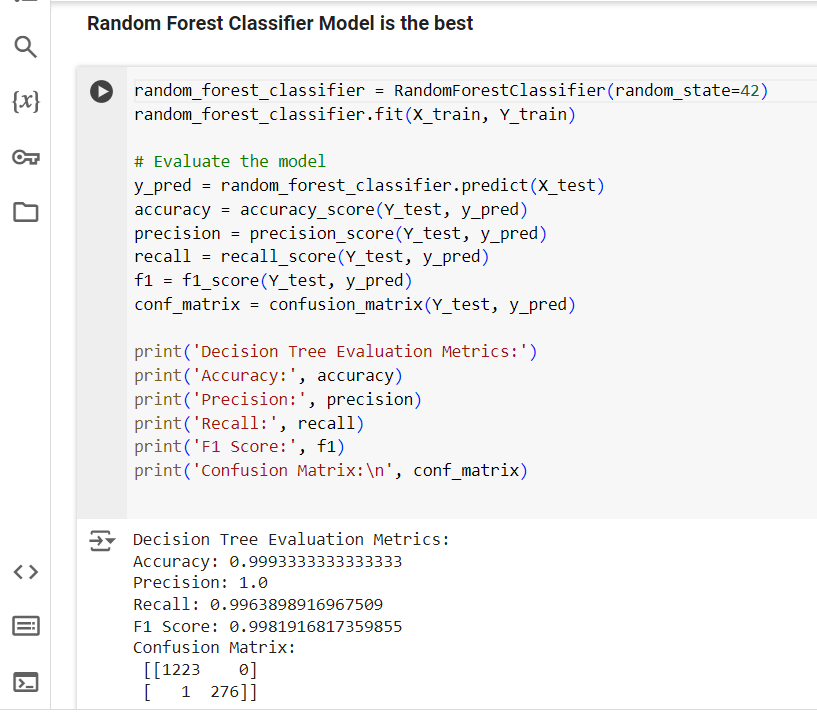 Random Forest Classifier Model is the best
{x}
random_forest_classifier = RandomForestClassifier(random_state=42)
random_forest_classifier.fit(X_train, Y_train)
# Evaluate the model
y_pred = random_forest_classifier.predict(X_test)
accuracy = accuracy_score(Y_test, y_pred)
precision = precision_score(Y_test, y_pred)
recall = recall_score(Y_test, y_pred)
f1 = f1_score(Y_test, y_pred)
conf_matrix = confusion_matrix(Y_test, y_pred)
print('Decision Tree Evaluation Metrics:')
print('Accuracy:', accuracy)
print('Precision:', precision)
print('Recall:', recall)
print('F1 Score:', f1)
print('Confusion Matrix:\n', conf_matrix)
Decision Tree Evaluation Metrics:
Accuracy: 0.9993333333333333
Precision: 1.0
Recall: 0.9963898916967509
F1 Score: 0.9981916817359855
Confusion Matrix:
[[1223    0]
[   1  276]]